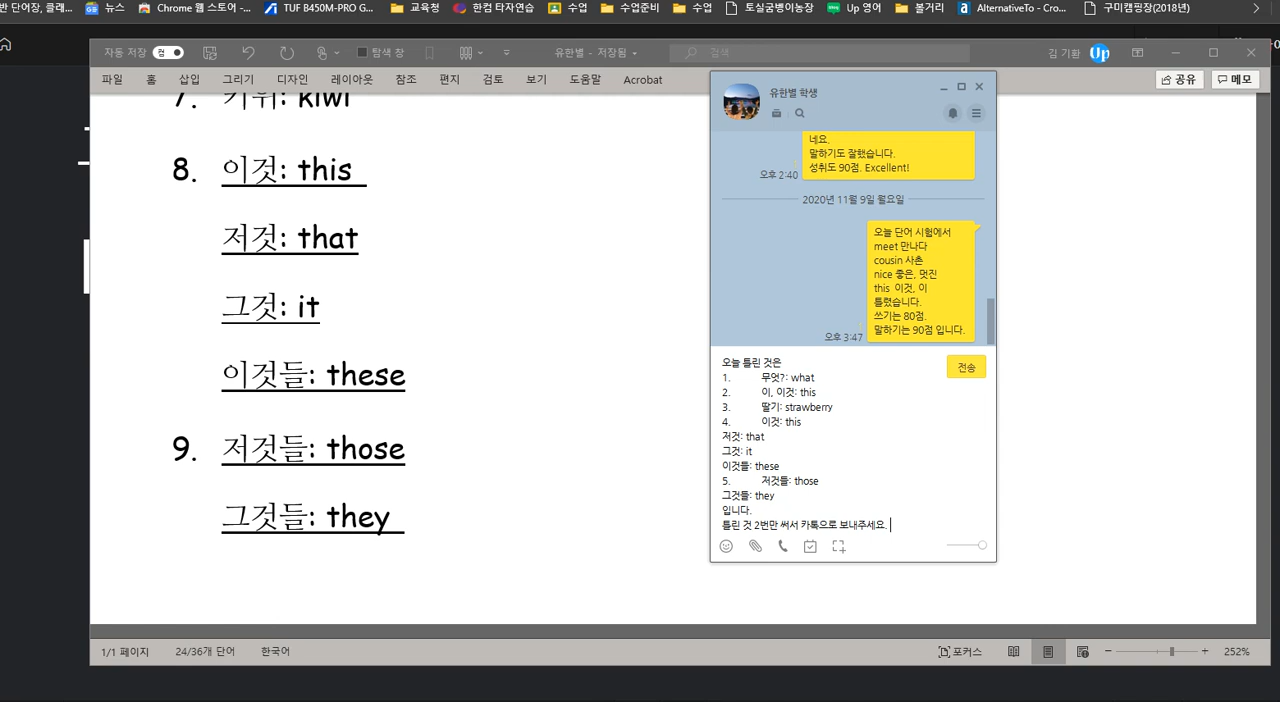 반 단어장, 클래... 뉴스 Chrome 웹 스토어 -... TUF B450M-PRO G... 교육청 한컴 타자연습 수업 수업준비 수업 토실금병영농장 Up 영어 볼거리 AlternativeTo - Cro... 구미캠핑장(2018년)
자동 저장 컴 탐색 창 유한별 - 저장됨 검색 김 기환 Up
파일 홈 삽입 그리기 디자인 레이아웃 참조 편지 검토 보기 도움말 Acrobat 공유 메모
7. 키위: kiwi
8. 이것: this
저것: that
그것: it
이것들: these
9. 저것들: those
그것들: they
유한별 학생
네요.
말하기도 잘했습니다.
성취도 90점. Excellent!
오후 2:40
2020년 11월 9일 월요일
오늘 단어 시험에서
meet 만나다
cousin 사촌
nice 좋은, 멋진
this 이것, 이
틀렸습니다.
쓰기는 80점.
말하기는 90점 입니다.
오후 3:47
오늘 틀린 것은
전송
1. 무엇?: what
2. 이, 이것: this
3. 딸기: strawberry
4. 이것: this
저것: that
그것: it
이것들: these
5. 저것들: those
그것들: they
입니다.
틀린 것 2번만 써서 카톡으로 보내주세요.
1/1 페이지 24/36개 단어 한국어 포커스 252%